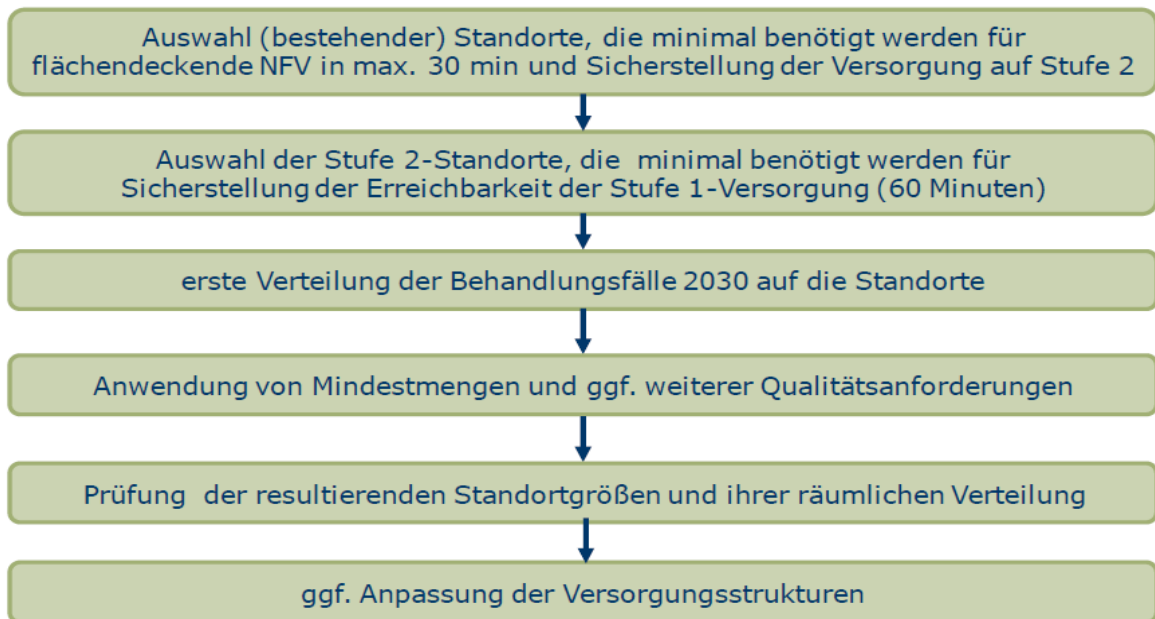 Auswahl (bestehender) Standorte, die minimal benötigt werden für
flächendeckende NFV in max. 30 min und Sicherstellung der Versorgung auf Stufe 2
Auswahl der Stufe 2-Standorte, die minimal benötigt werden für
Sicherstellung der Erreichbarkeit der Stufe 1-Versorgung (60 Minuten)
erste Verteilung der Behandlungsfälle 2030 auf die Standorte
Anwendung von Mindestmengen und ggf. weiterer Qualitätsanforderungen
Prüfung der resultierenden Standortgrößen und ihrer räumlichen Verteilung
ggf. Anpassung der Versorgungsstrukturen